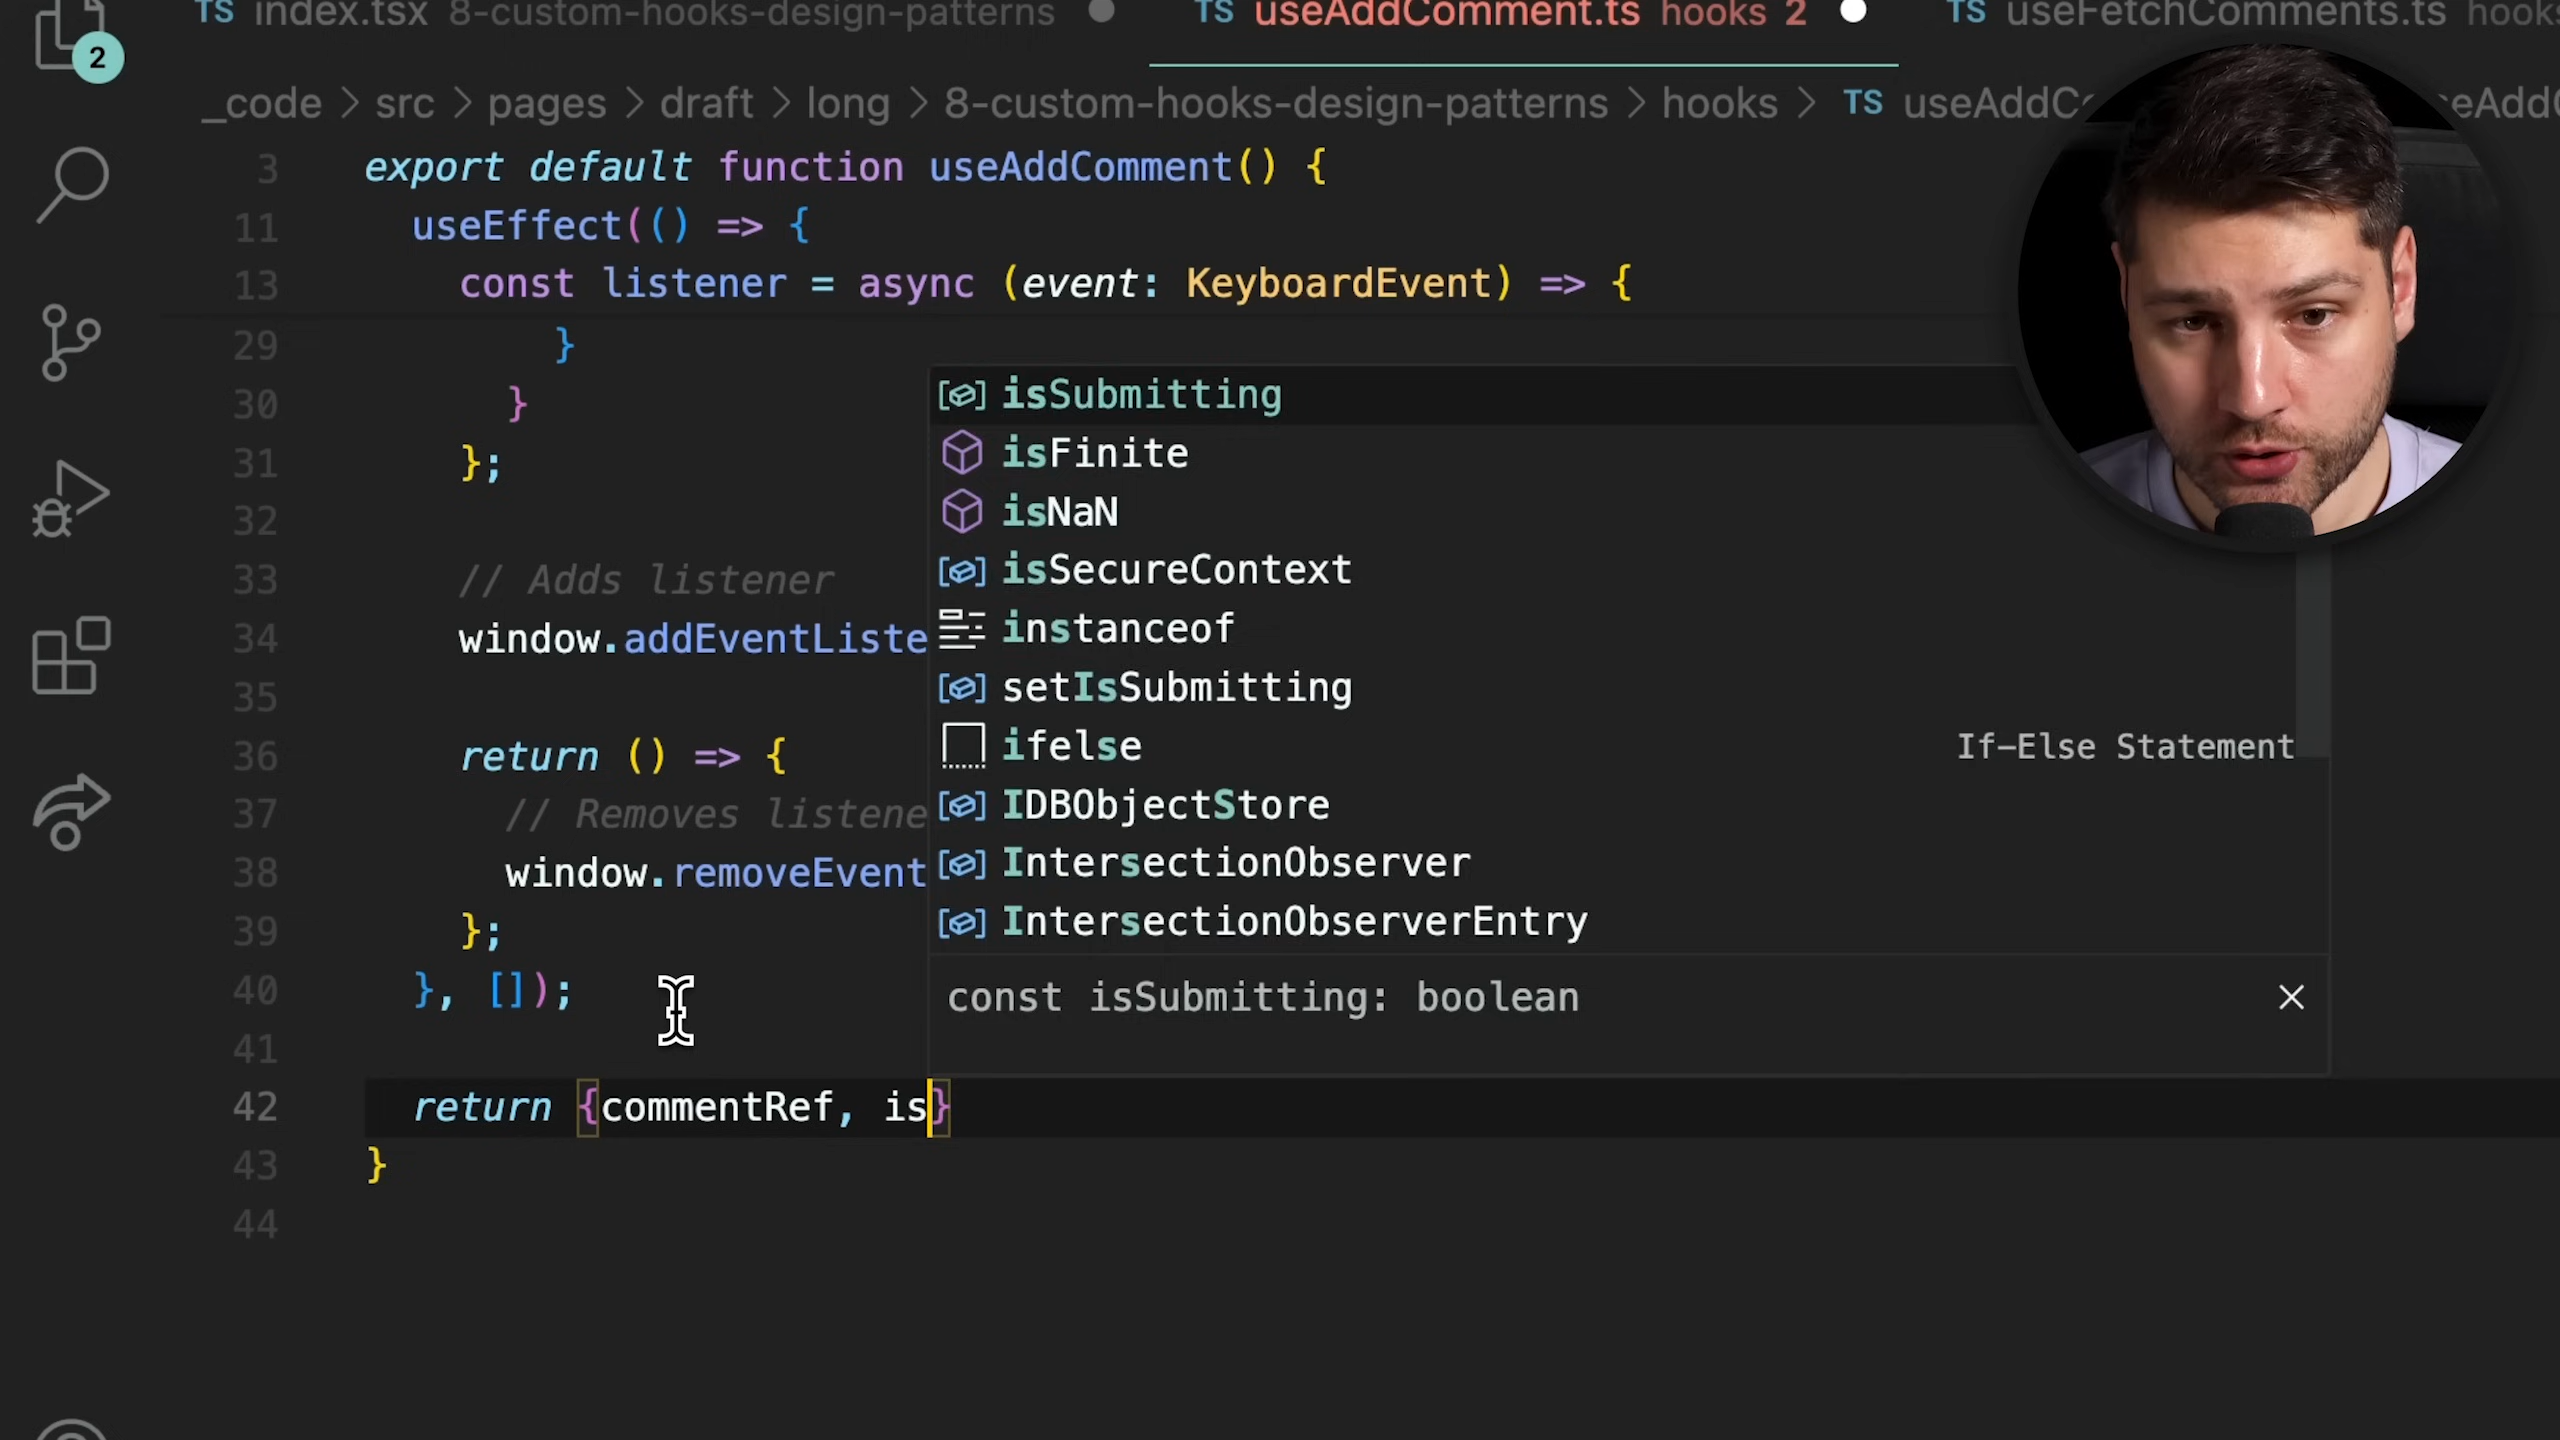 TS index.tsx 8-custom-hooks-design-patterns TS useAddComment.ts hooks 2 TS useFetchComments.ts hooks
2
_code > src > pages > draft > long > 8-custom-hooks-design-patterns > hooks > TS useAddCo eAddC
3 export default function useAddComment() {
11 useEffect(() => {
13 const listener = async (event: KeyboardEvent) => {
29 }
30 }
31 };
32
33 // Adds listener
34 window.addEventListe
35
36 return () => {
37 // Removes listene
38 window.removeEvent
39 };
40 }, []);
41
42 return {commentRef, is}
43 }
44
isSubmitting
isFinite
isNaN
isSecureContext
instanceof
setIsSubmitting
ifelse If-Else Statement
IDBObjectStore
IntersectionObserver
IntersectionObserverEntry
const isSubmitting: boolean